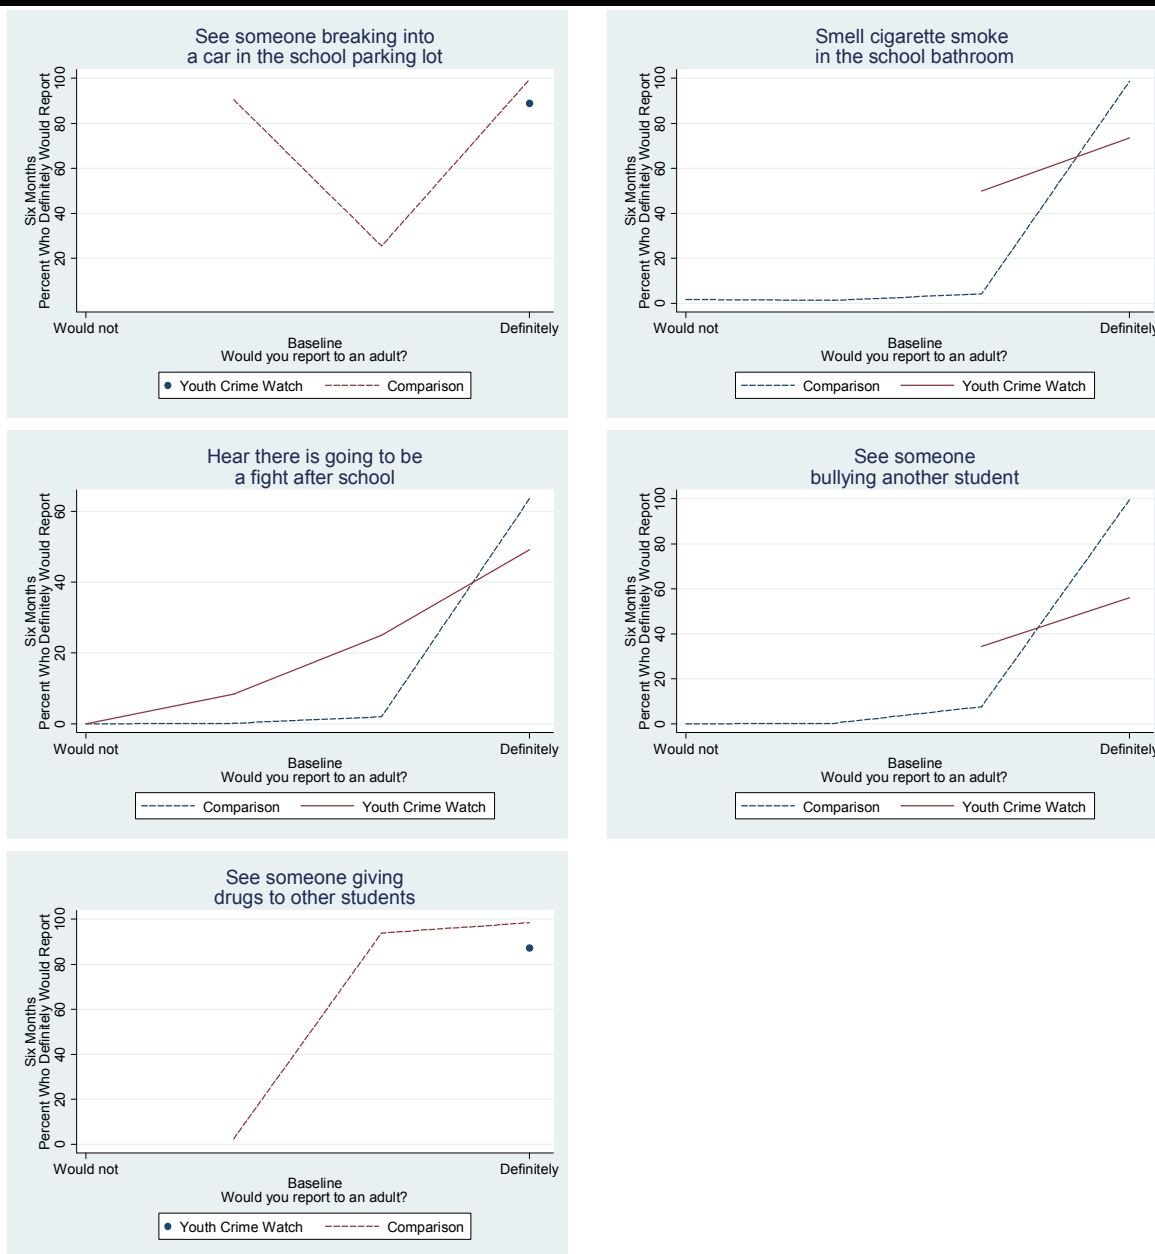 See someone breaking into
a car in the school parking lot
Six Months
Percent Who Definitely Would Report
100
80
60
40
20
Would not
Definitely
Baseline
Would you report to an adult?
Youth Crime Watch
Comparison
Smell cigarette smoke
in the school bathroom
Six Months
Percent Who Definitely Would Report
100
80
60
40
20
0
Would not
Definitely
Baseline
Would you report to an adult?
Comparison
Youth Crime Watch
Hear there is going to be
a fight after school
Six Months
Percent Who Definitely Would Report
60
40
20
0
Would not
Definitely
Baseline
Would you report to an adult?
Comparison
Youth Crime Watch
See someone
bullying another student
Six Months
Percent Who Definitely Would Report
100
80
60
40
20
0
Would not
Definitely
Baseline
Would you report to an adult?
Comparison
Youth Crime Watch
See someone giving
drugs to other students
Six Months
Percent Who Definitely Would Report
100
80
60
40
20
0
Would not
Definitely
Baseline
Would you report to an adult?
Youth Crime Watch
Comparison